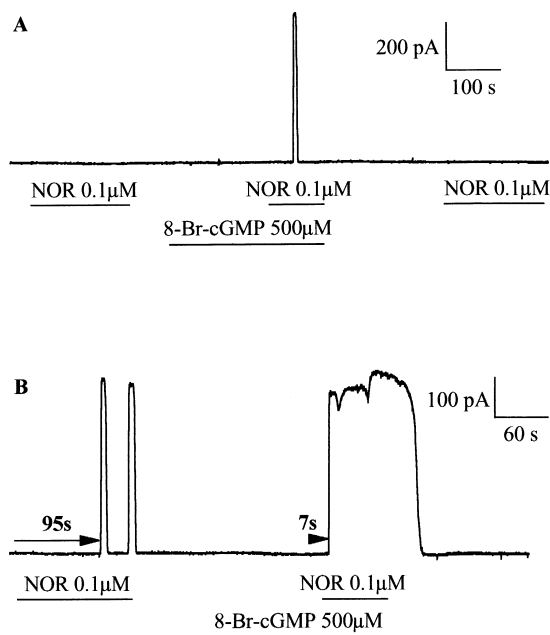 A
200 pA
100 s
NOR 0.1μM NOR 0.1μM NOR 0.1μM
8-Br-cGMP 500μM
B
100 pA
60 s
95s 7s
NOR 0.1μM NOR 0.1μM
8-Br-cGMP 500μM